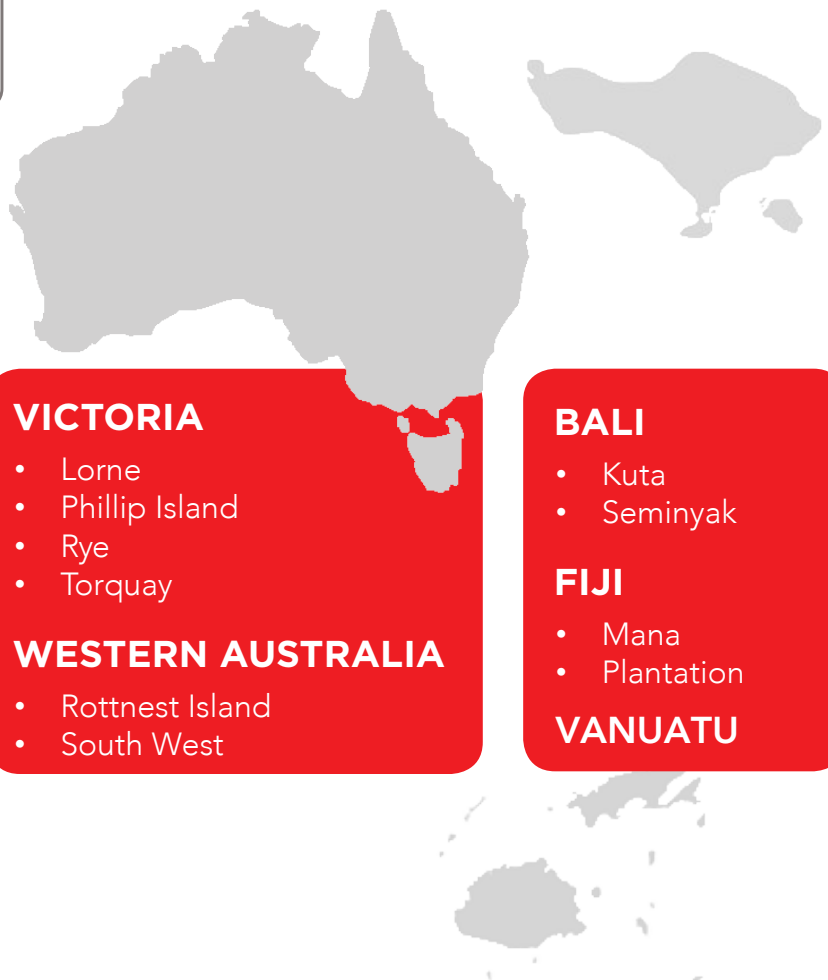 VICTORIA
• Lorne
• Phillip Island
• Rye
• Torquay
WESTERN AUSTRALIA
• Rottnest Island
• South West
BALI
• Kuta
• Seminyak
FIJI
• Mana
• Plantation
VANUATU